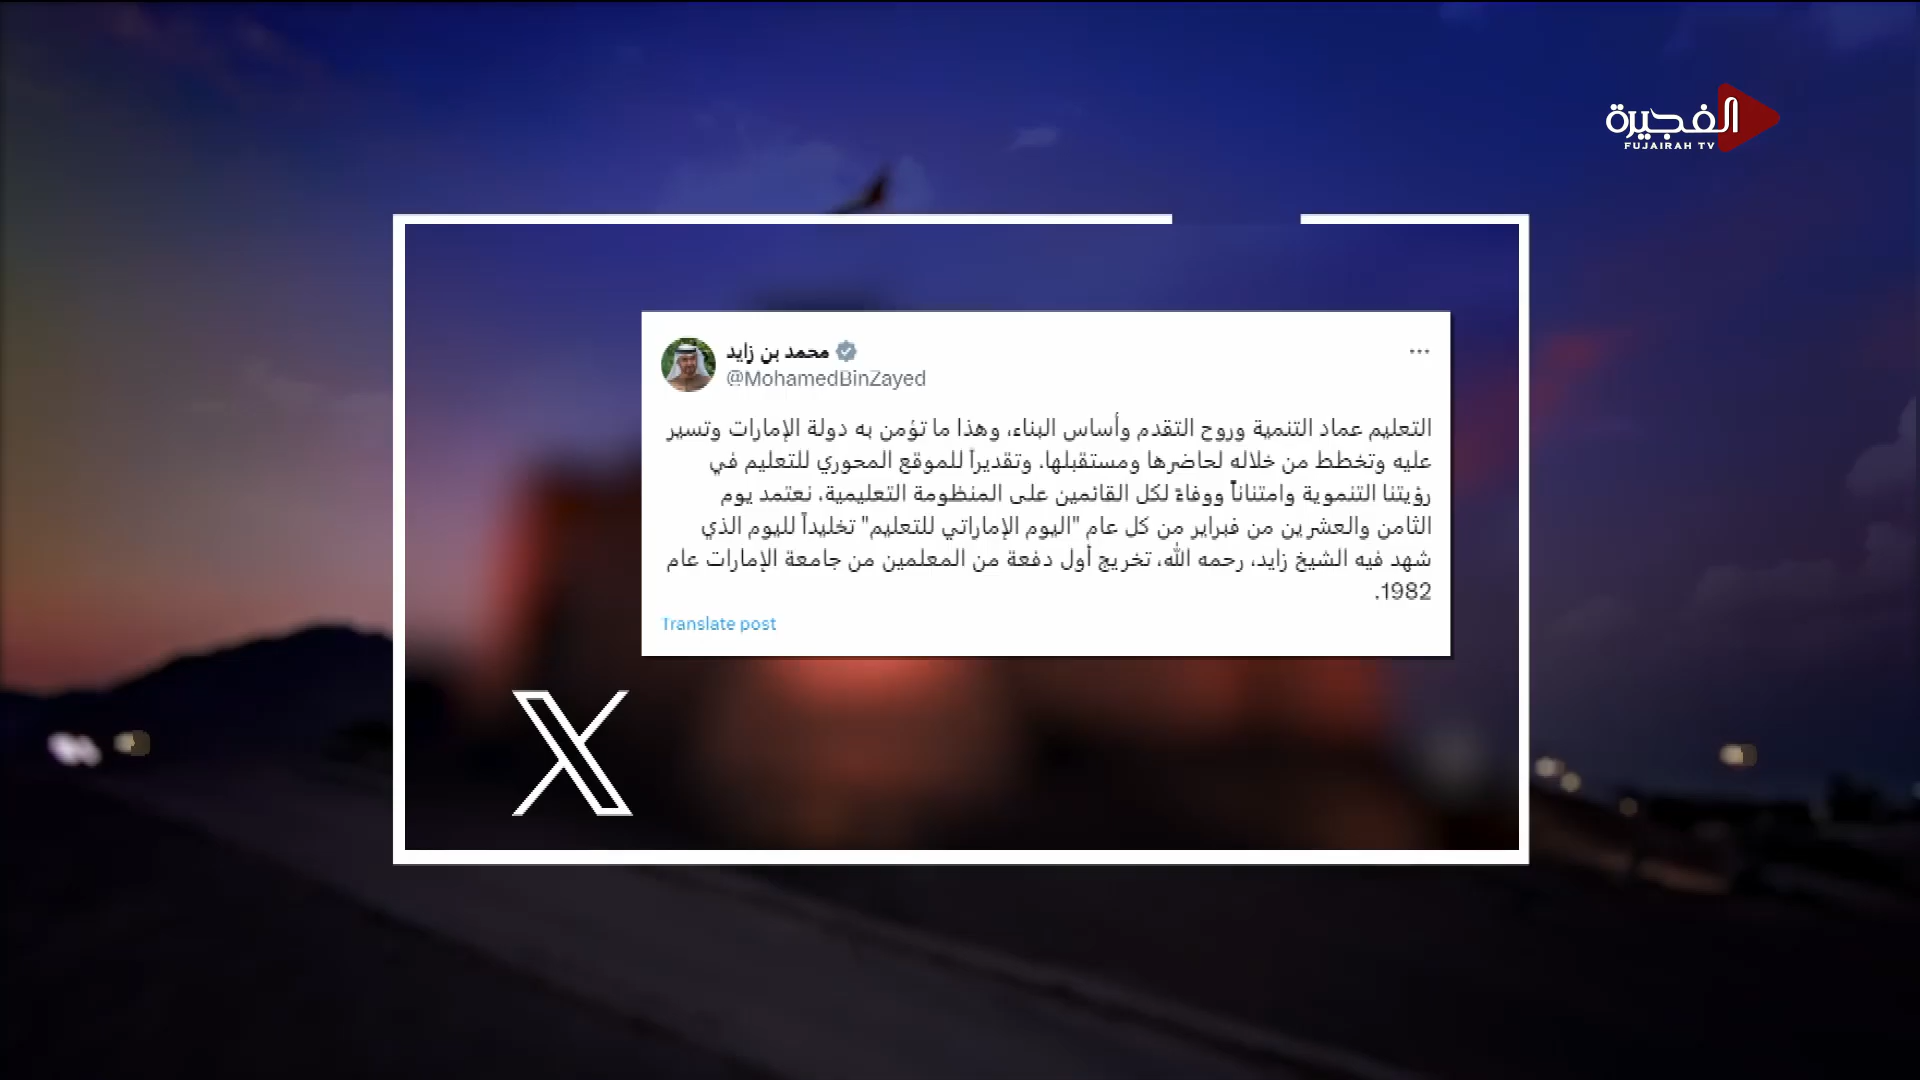 الفجيرة
FUJAIRAH TV
محمد بن زايد
@MohamedBinZayed
التعليم عماد التنمية وروح التقدم وأساس البناء، وهذا ما تؤمن به دولة الإمارات وتسير
عليه وتخطط من خلاله لحاضرها ومستقبلها. وتقديراً للموقع المحوري للتعليم في
رؤيتنا التنموية وامتناناً ووفاءً لكل القائمين على المنظومة التعليمية، نعتمد يوم
الثامن والعشرين من فبراير من كل عام "اليوم الإماراتي للتعليم" تخليداً لليوم الذي
شهد فيه الشيخ زايد، رحمه الله، تخريج أول دفعة من المعلمين من جامعة الإمارات عام
1982.
Translate post